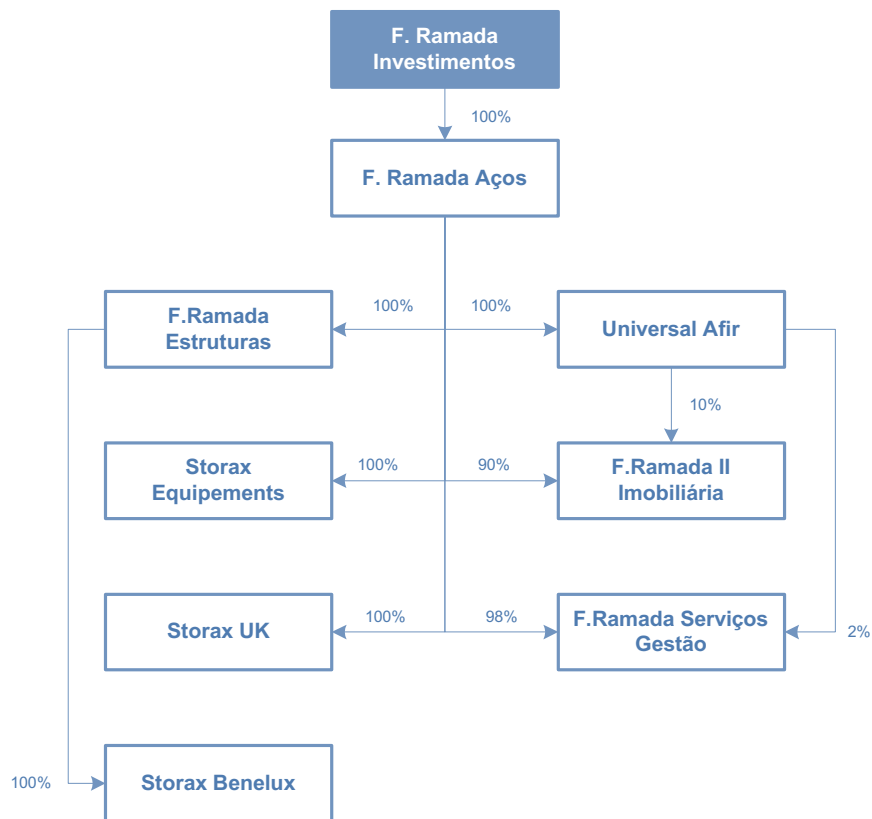 F. Ramada
Investimentos
100%
F. Ramada Aços
F.Ramada
Estruturas
100%
100%
Universal Afir
10%
Storax
Equipements
100%
90%
F.Ramada II
Imobiliária
Storax UK
100%
98%
F.Ramada Serviços
Gestão
2%
100%
Storax Benelux